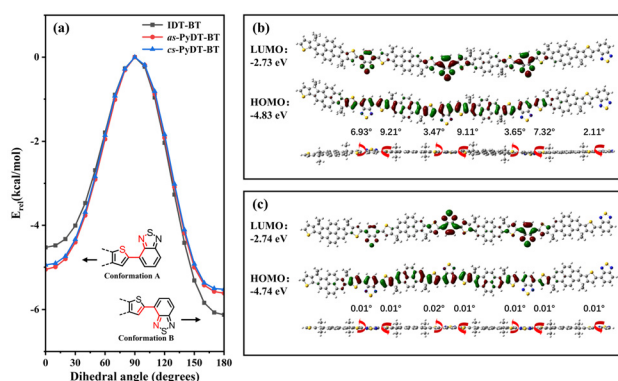 (a)
IDT-BT
as-PyDT-BT
cs-PyDT-BT
0
-2
-4
-6
E_rel(kcal/mol)
N
S
N
S
Conformation A
S
N
S
N
Conformation B
0 30 60 90 120 150 180
Dihedral angle (degrees)
(b)
LUMO:
-2.73 eV
HOMO:
-4.83 eV
6.93° 9.21° 3.47° 9.11° 3.65° 7.32° 2.11°
(c)
LUMO:
-2.74 eV
HOMO:
-4.74 eV
0.01° 0.01° 0.02° 0.01° 0.01° 0.01° 0.01°